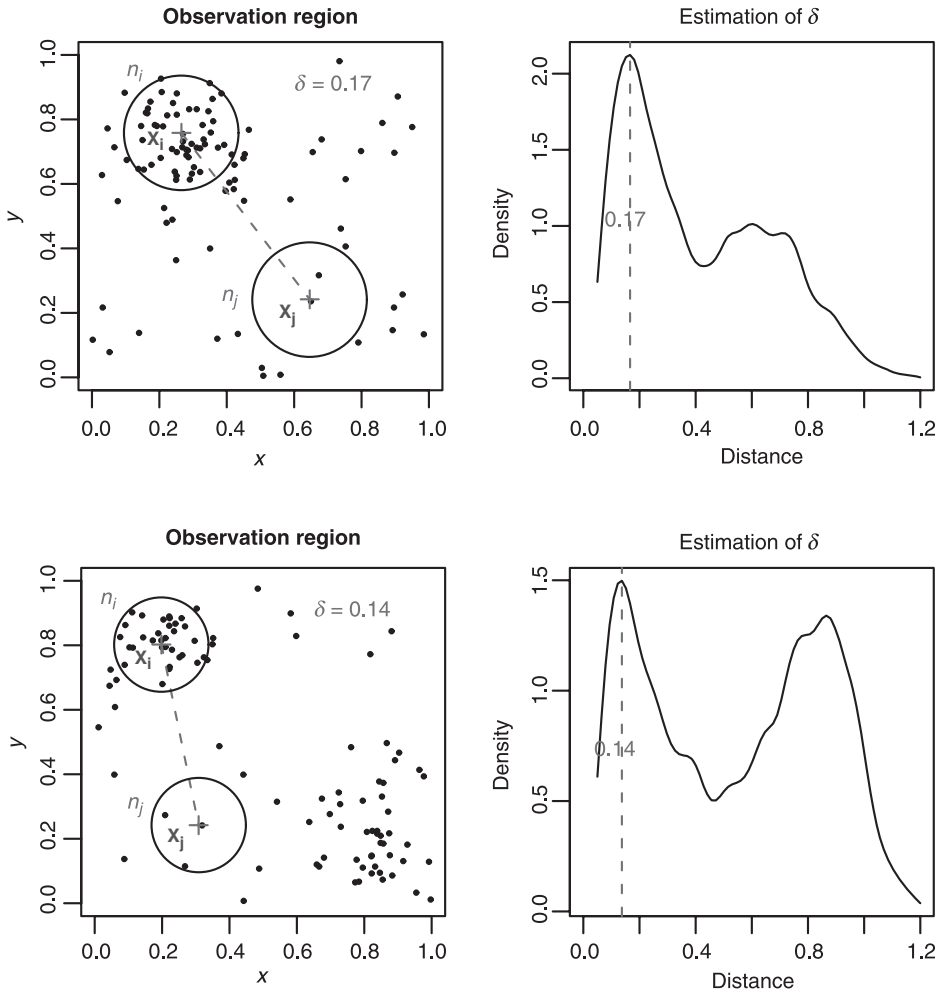 Observation region
Estimation of δ
1.0
0.8
0.6
0.4
0.2
0.0
y
n_i
δ = 0.17
X_i
n_j
X_j
0.0 0.2 0.4 0.6 0.8 1.0
x
2.0
1.5
1.0
0.5
0.0
Density
0.17
0.0 0.4 0.8 1.2
Distance
Observation region
Estimation of δ
1.0
0.8
0.6
0.4
0.2
0.0
y
n_i
δ = 0.14
X_i
n_j
X_j
0.0 0.2 0.4 0.6 0.8 1.0
x
1.5
1.0
0.5
0.0
Density
0.14
0.0 0.4 0.8 1.2
Distance